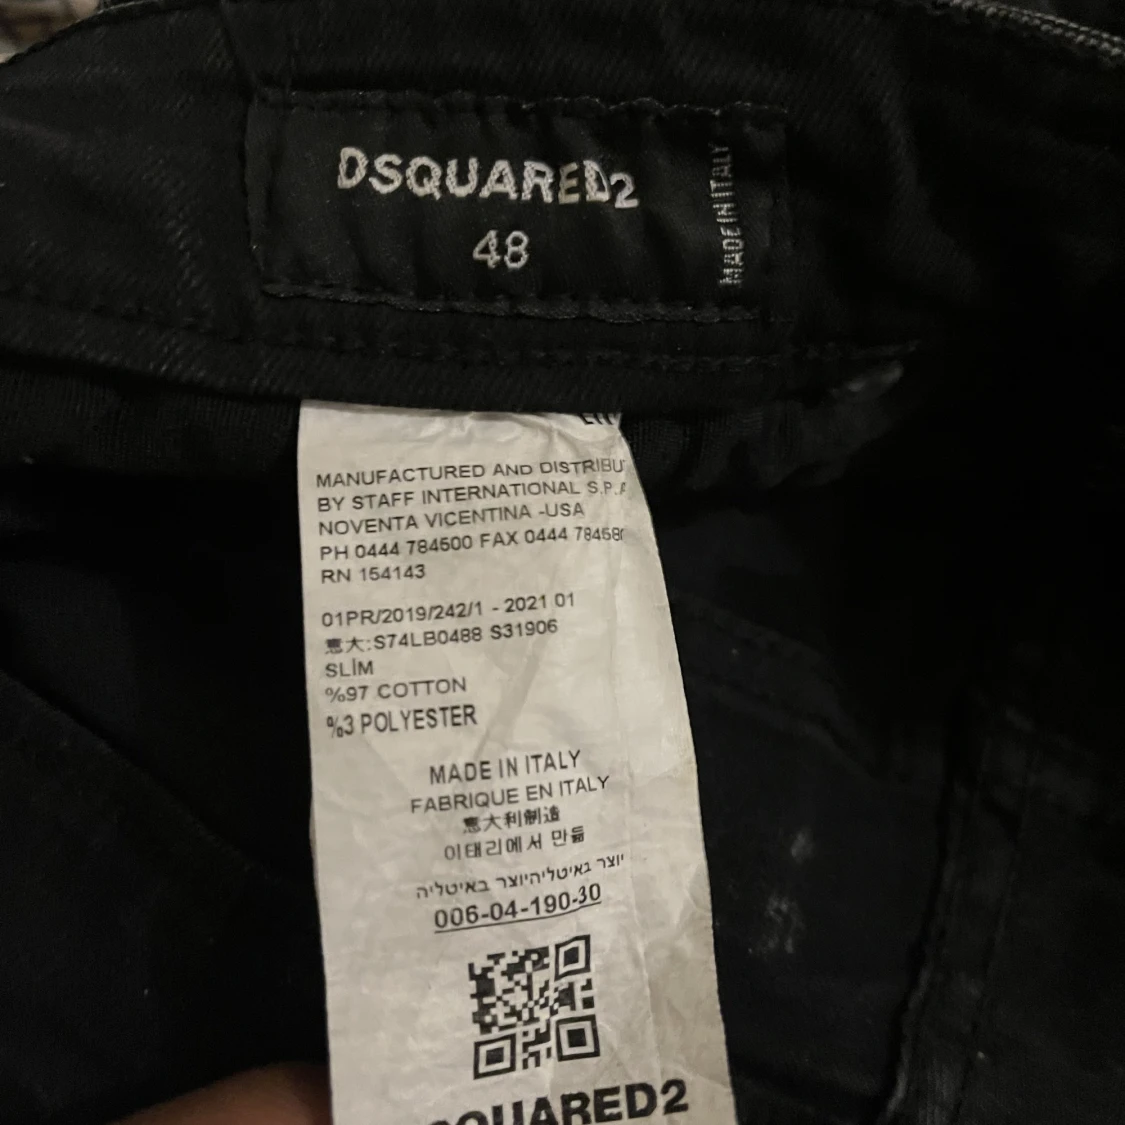 DSQUARED2
48
MADE IN ITALY
MANUFACTURED AND DISTRIBU
BY STAFF INTERNATIONAL S.P.A
NOVENTA VICENTINA -USA
PH 0444 784500 FAX 0444 78458
RN 154143
01PR/2019/242/1 - 2021 01
惠大:S74LB0488 S31906
SLİM
%97 COTTON
%3 POLYESTER
MADE IN ITALY
FABRIQUE EN ITALY
惠大利制造
이태리에서 만듦
יוצר באיטליהיוצר באיטליה
006-04-190-30
SQUARED2